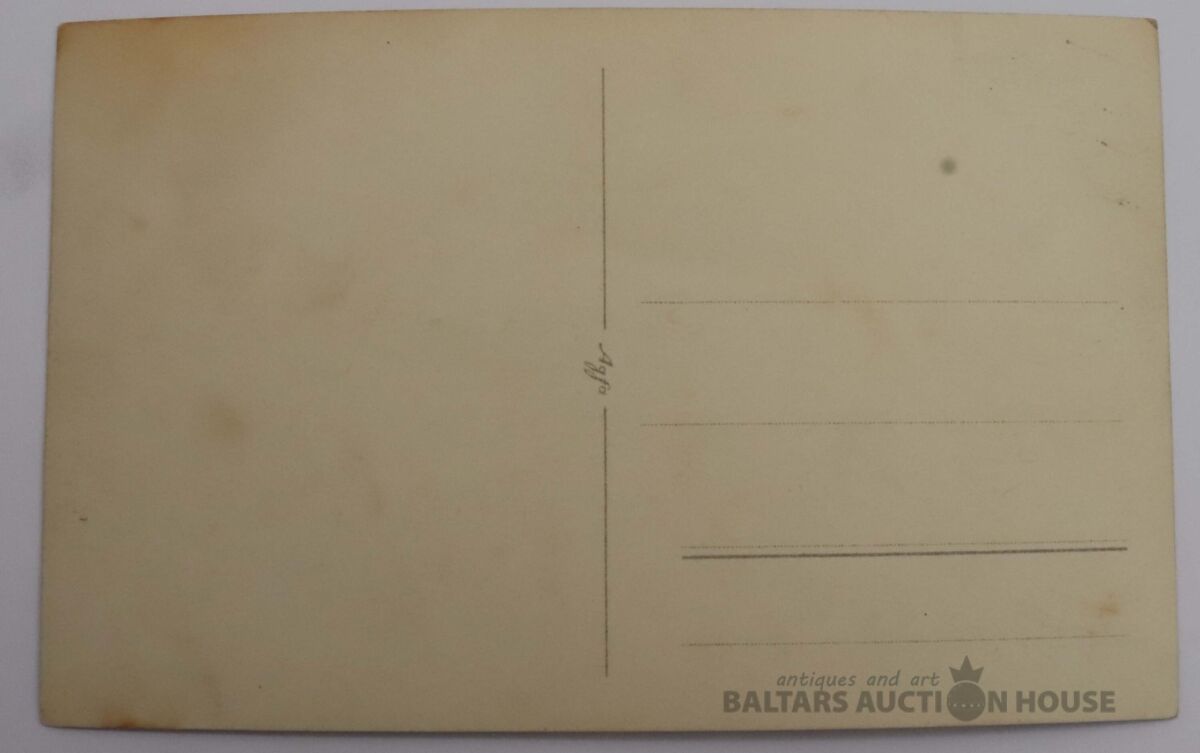 Agfa
antiques and art
BALTARS AUCTION HOUSE